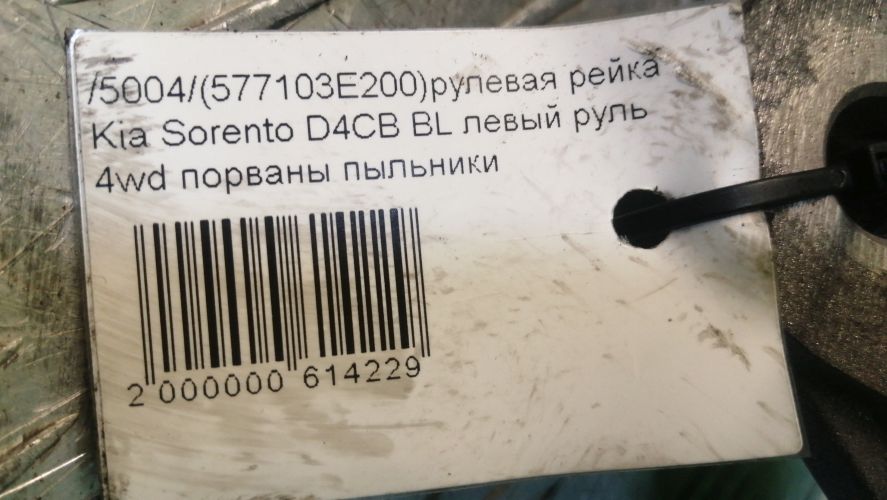 /5004/(577103E200)рулевая рейка
Kia Sorento D4CB BL левый руль
4wd порваны пыльники
2 000000 614229